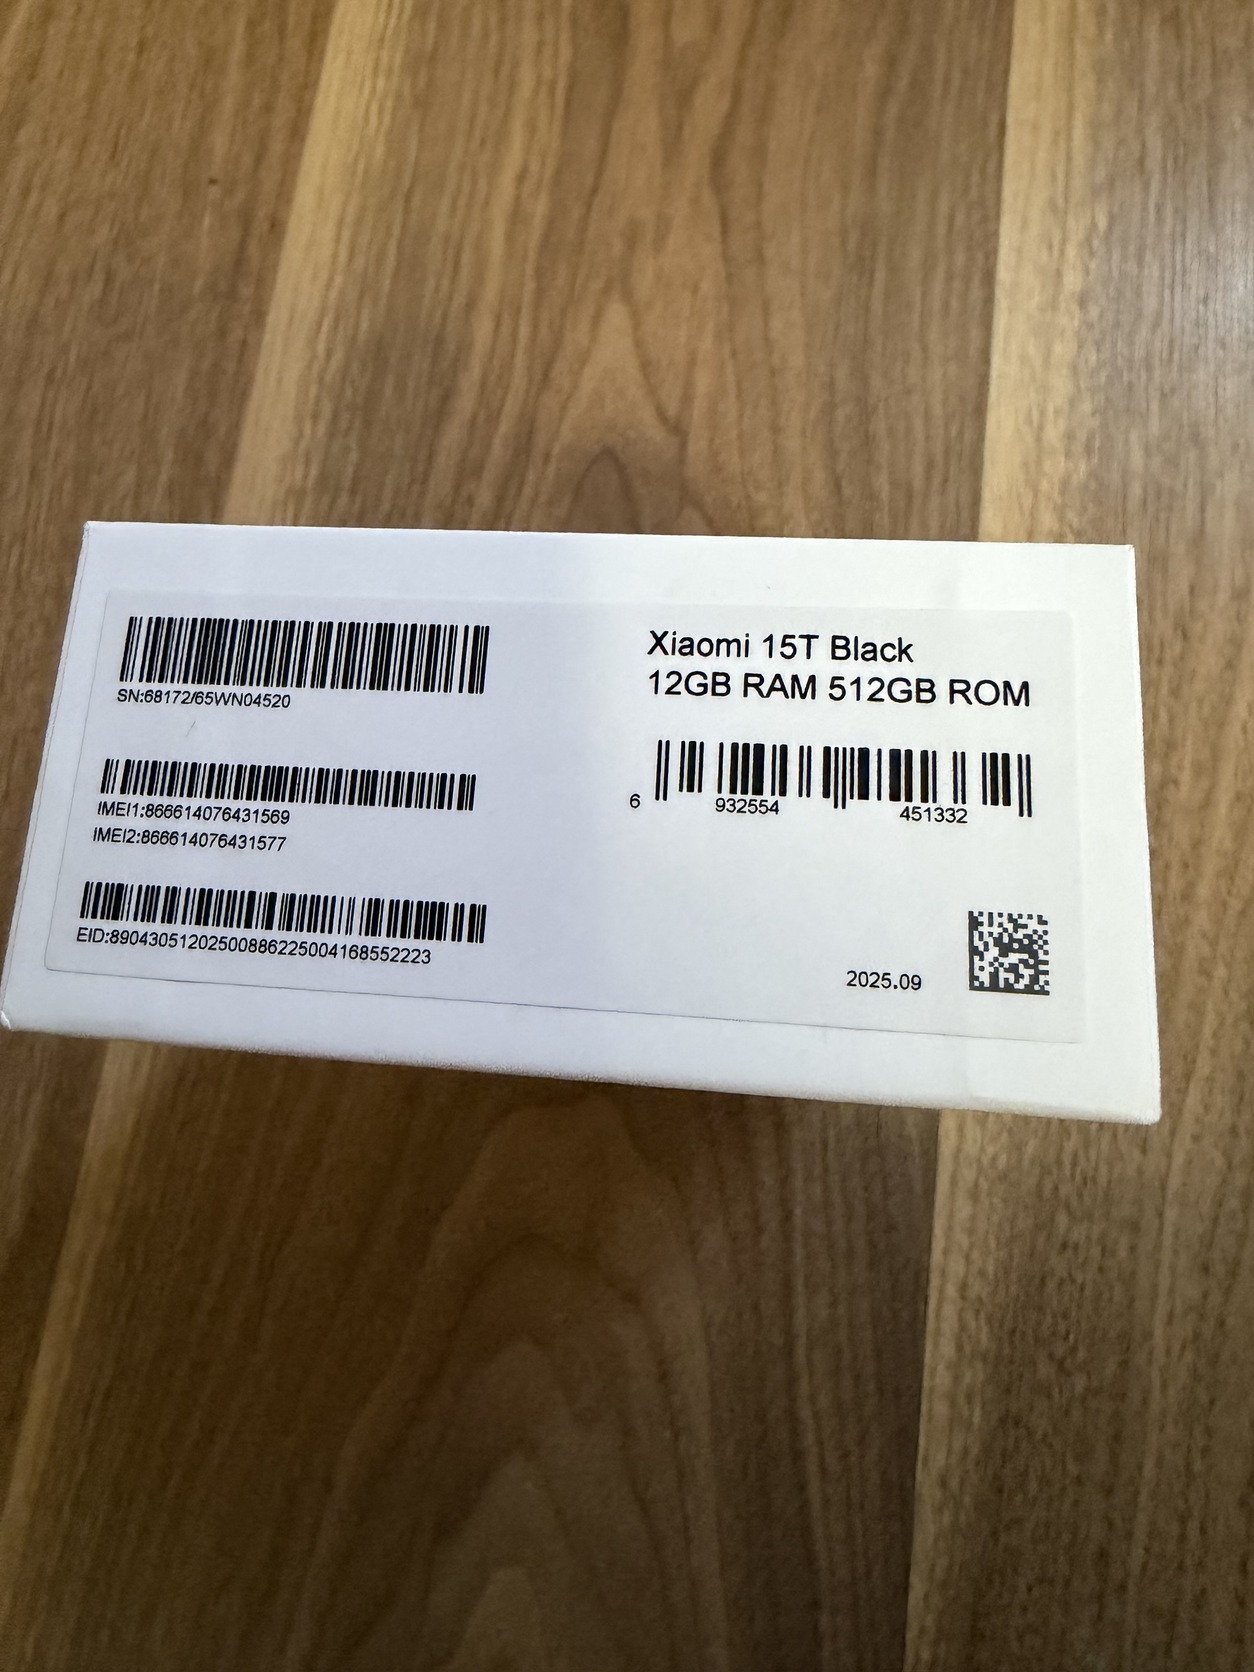 SN:68172/65WN04520
IMEI1:866614076431569
IMEI2:866614076431577
EID:89043051202500886225004168552223
Xiaomi 15T Black
12GB RAM 512GB ROM
6 932554 451332
2025.09